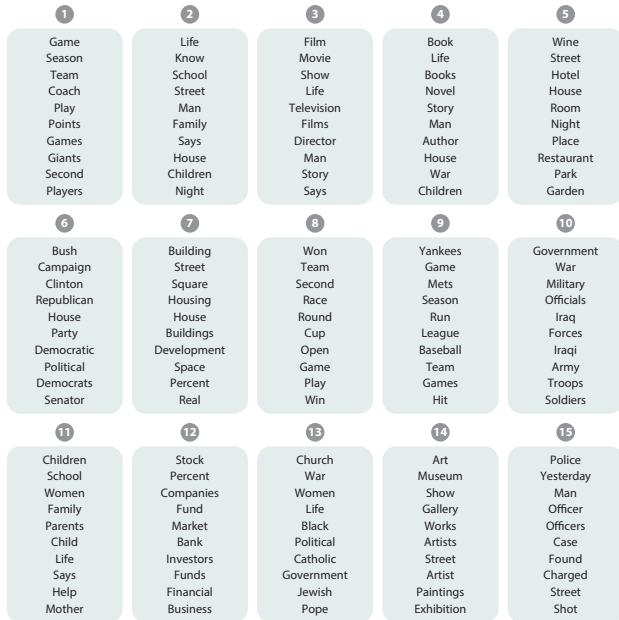 1
Game
Season
Team
Coach
Play
Points
Games
Giants
Second
Players
2
Life
Know
School
Street
Man
Family
Says
House
Children
Night
3
Film
Movie
Show
Life
Television
Films
Director
Man
Story
Says
4
Book
Life
Books
Novel
Story
Man
Author
House
War
Children
5
Wine
Street
Hotel
House
Room
Night
Place
Restaurant
Park
Garden
6
Bush
Campaign
Clinton
Republican
House
Party
Democratic
Political
Democrats
Senator
7
Building
Street
Square
Housing
House
Buildings
Development
Space
Percent
Real
8
Won
Team
Second
Race
Round
Cup
Open
Game
Play
Win
9
Yankees
Game
Mets
Season
Run
League
Baseball
Team
Games
Hit
10
Government
War
Military
Officials
Iraq
Forces
Iraqi
Army
Troops
Soldiers
11
Children
School
Women
Family
Parents
Child
Life
Says
Help
Mother
12
Stock
Percent
Companies
Fund
Market
Bank
Investors
Funds
Financial
Business
13
Church
War
Women
Life
Black
Political
Catholic
Government
Jewish
Pope
14
Art
Museum
Show
Gallery
Works
Artists
Street
Artist
Paintings
Exhibition
15
Police
Yesterday
Man
Officer
Officers
Case
Found
Charged
Street
Shot